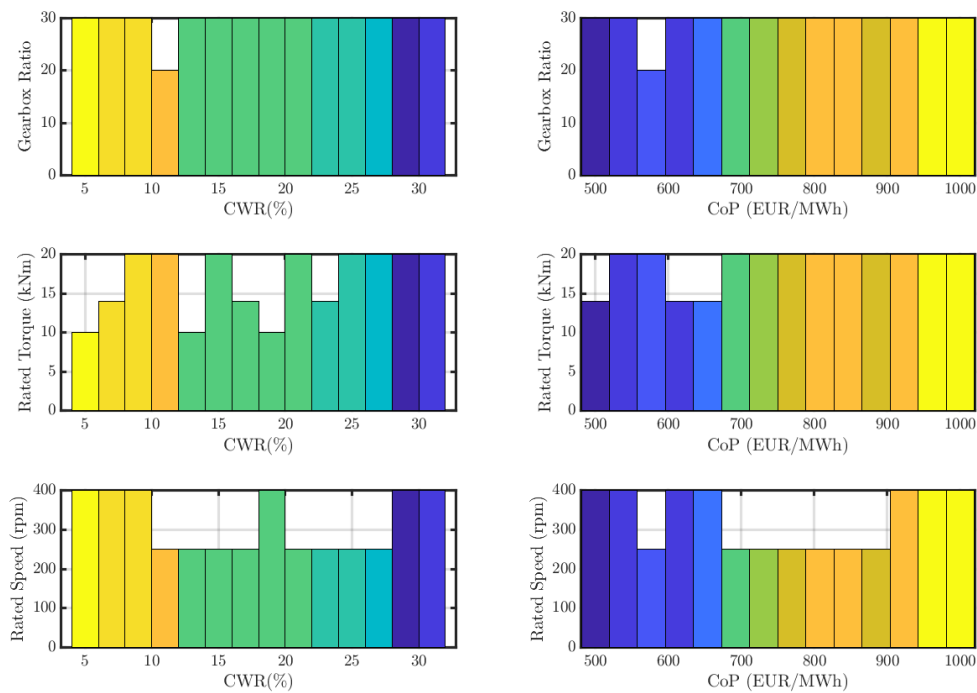 30
20
10
0
Gearbox Ratio
5 10 15 20 25 30
CWR(%)
30
20
10
0
Gearbox Ratio
500 600 700 800 900 1000
CoP (EUR/MWh)
20
15
10
5
0
Rated Torque (kNm)
5 10 15 20 25 30
CWR(%)
20
15
10
5
0
Rated Torque (kNm)
500 600 700 800 900 1000
CoP (EUR/MWh)
400
300
200
100
0
Rated Speed (rpm)
5 10 15 20 25 30
CWR(%)
400
300
200
100
0
Rated Speed (rpm)
500 600 700 800 900 1000
CoP (EUR/MWh)